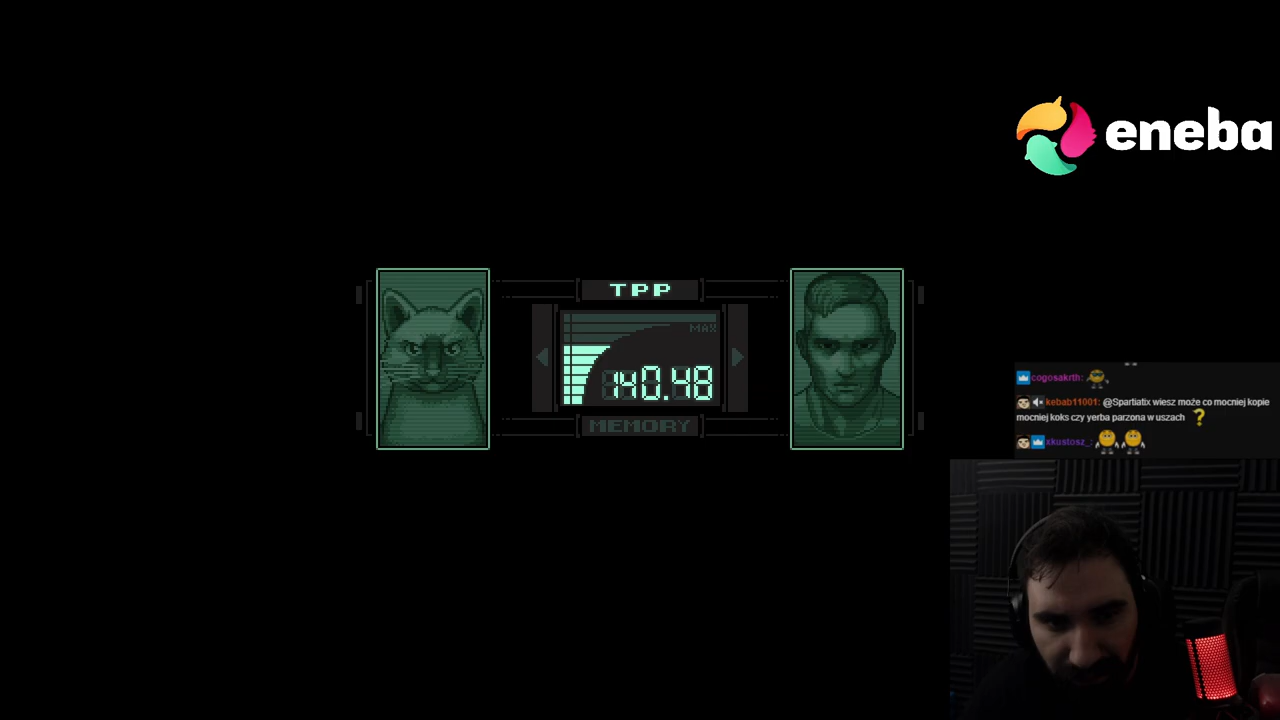 eneba
TPP
MAX
140.48
MEMORY
cogosakrth:
kebab11001: @Spartiatix wiesz może co mocniej kopie
mocniej koks czy yerba parzona w uszach
xkustosz_: